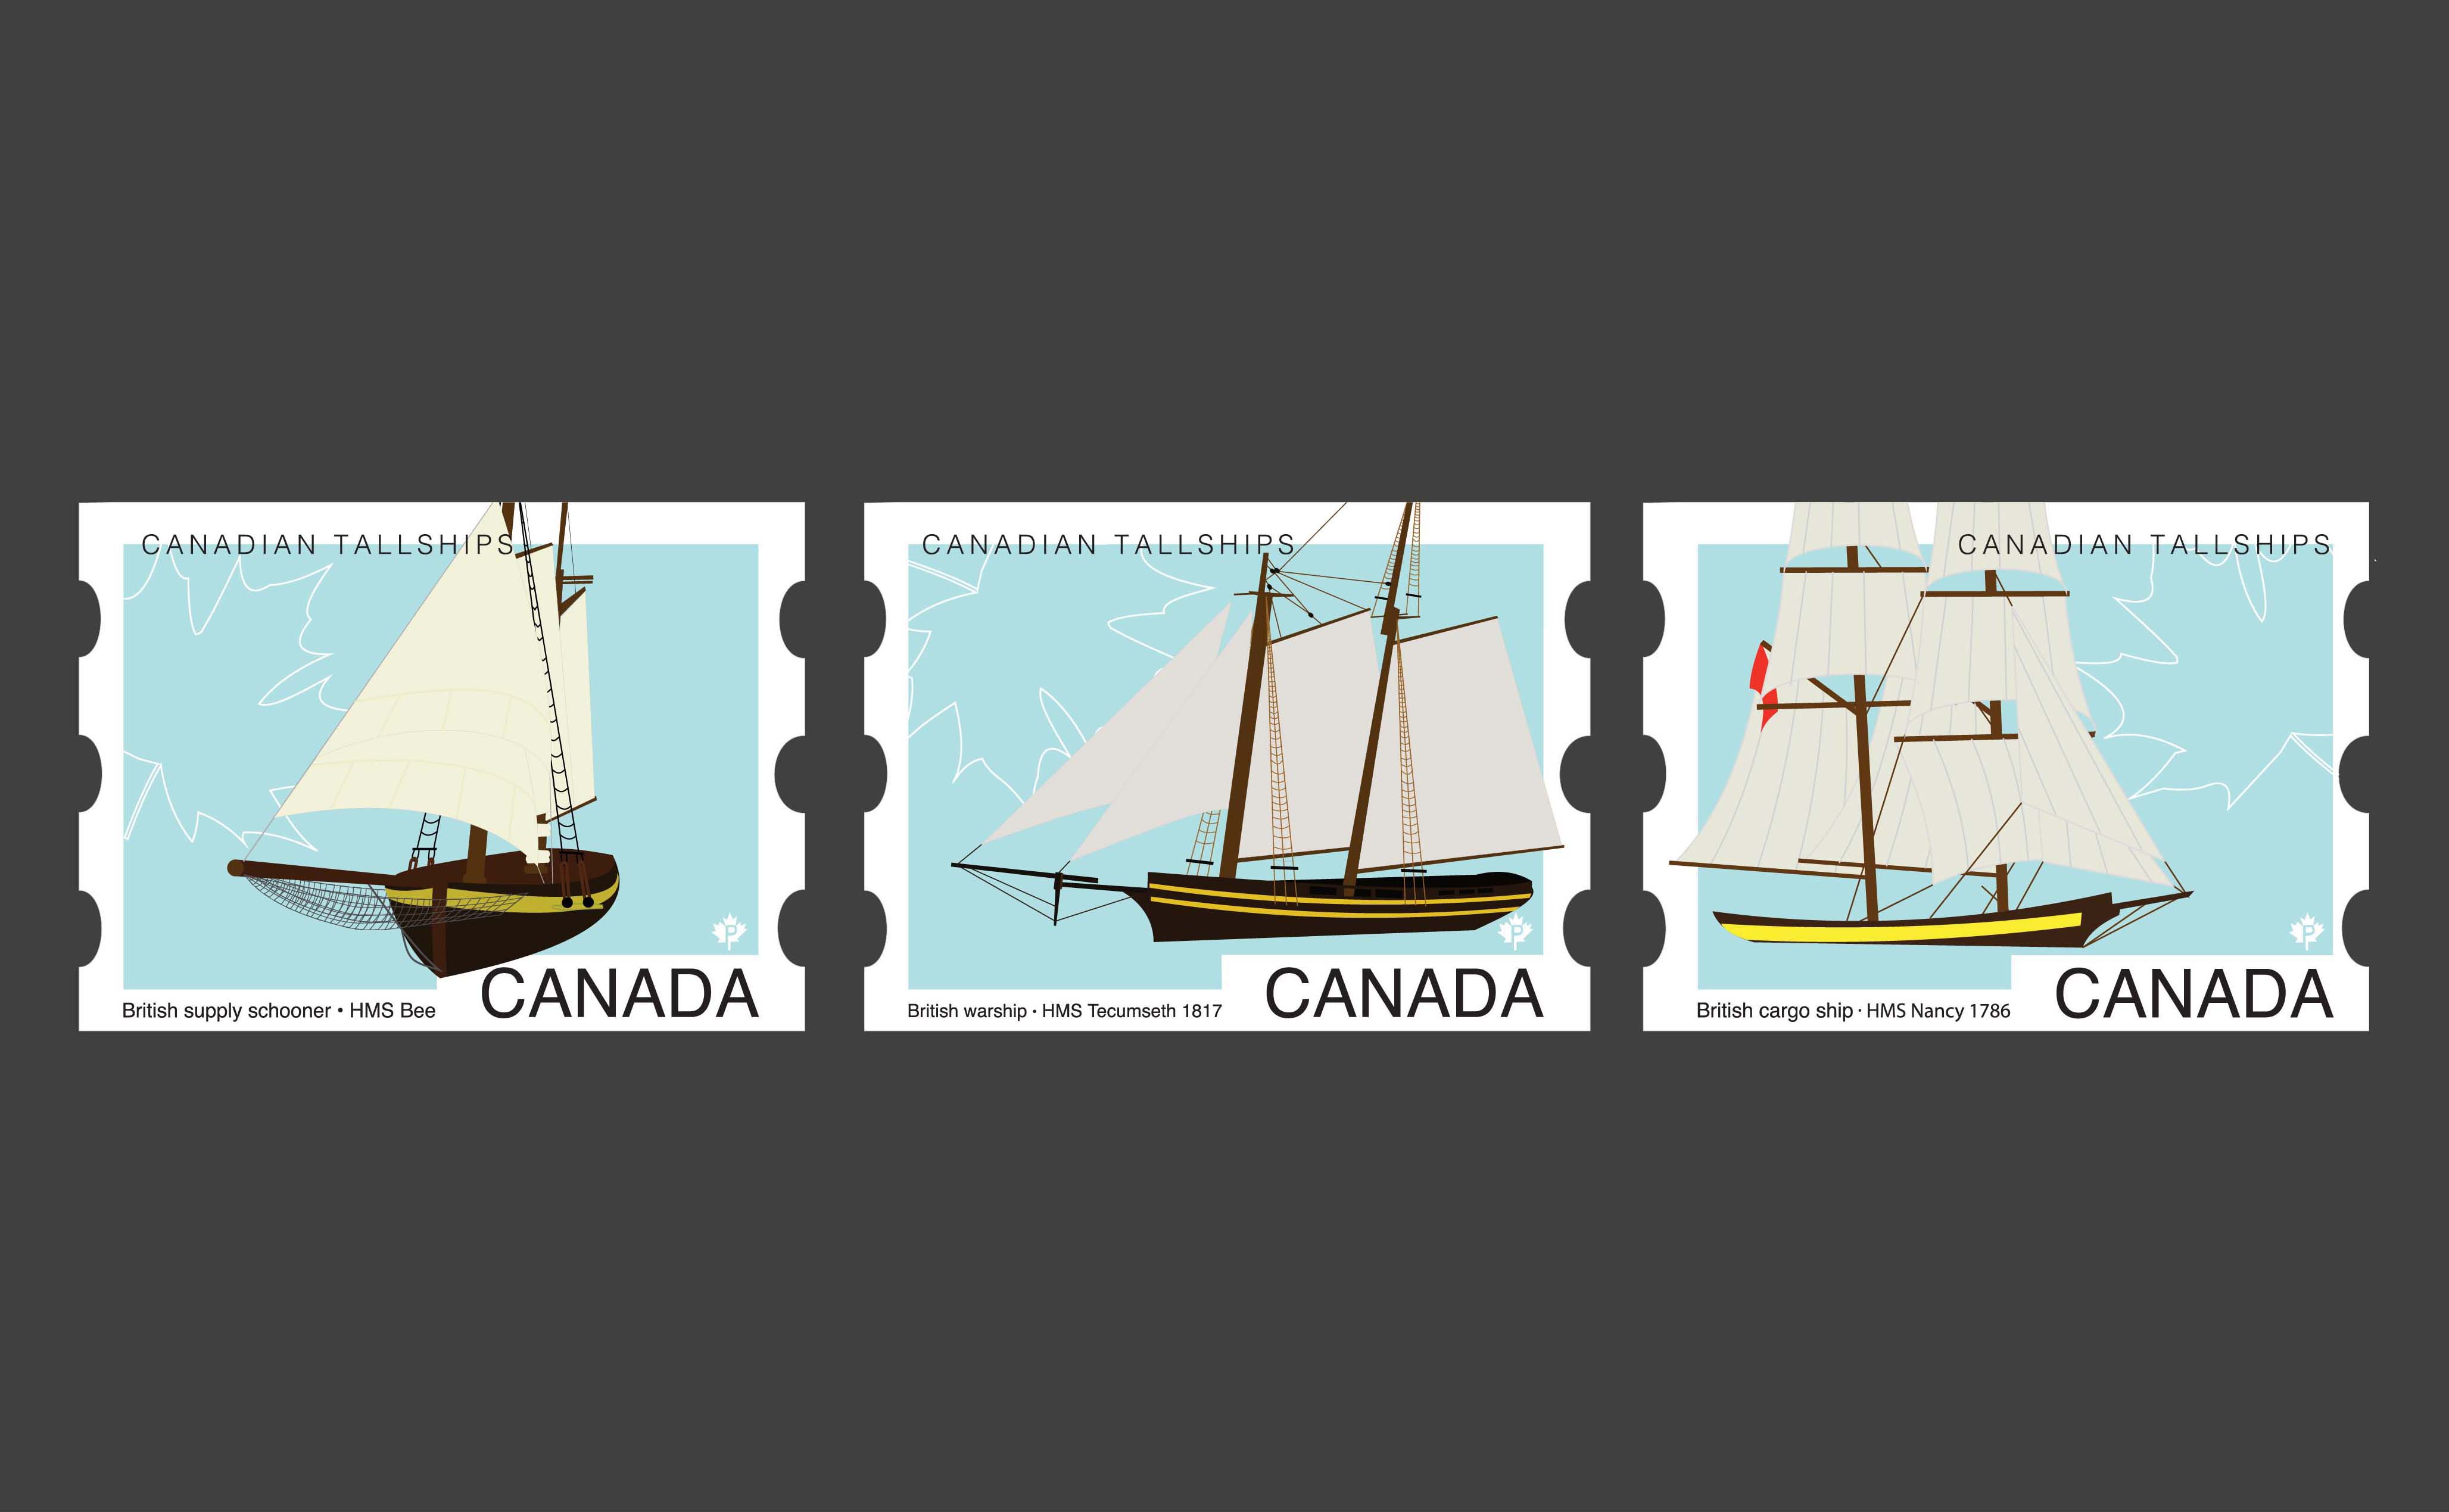 CANADIAN TALLSHIPS
P
CANADA
British supply schooner • HMS Bee
CANADIAN TALLSHIPS
P
CANADA
British warship · HMS Tecumseth 1817
CANADIAN TALLSHIPS
P
CANADA
British cargo ship · HMS Nancy 1786